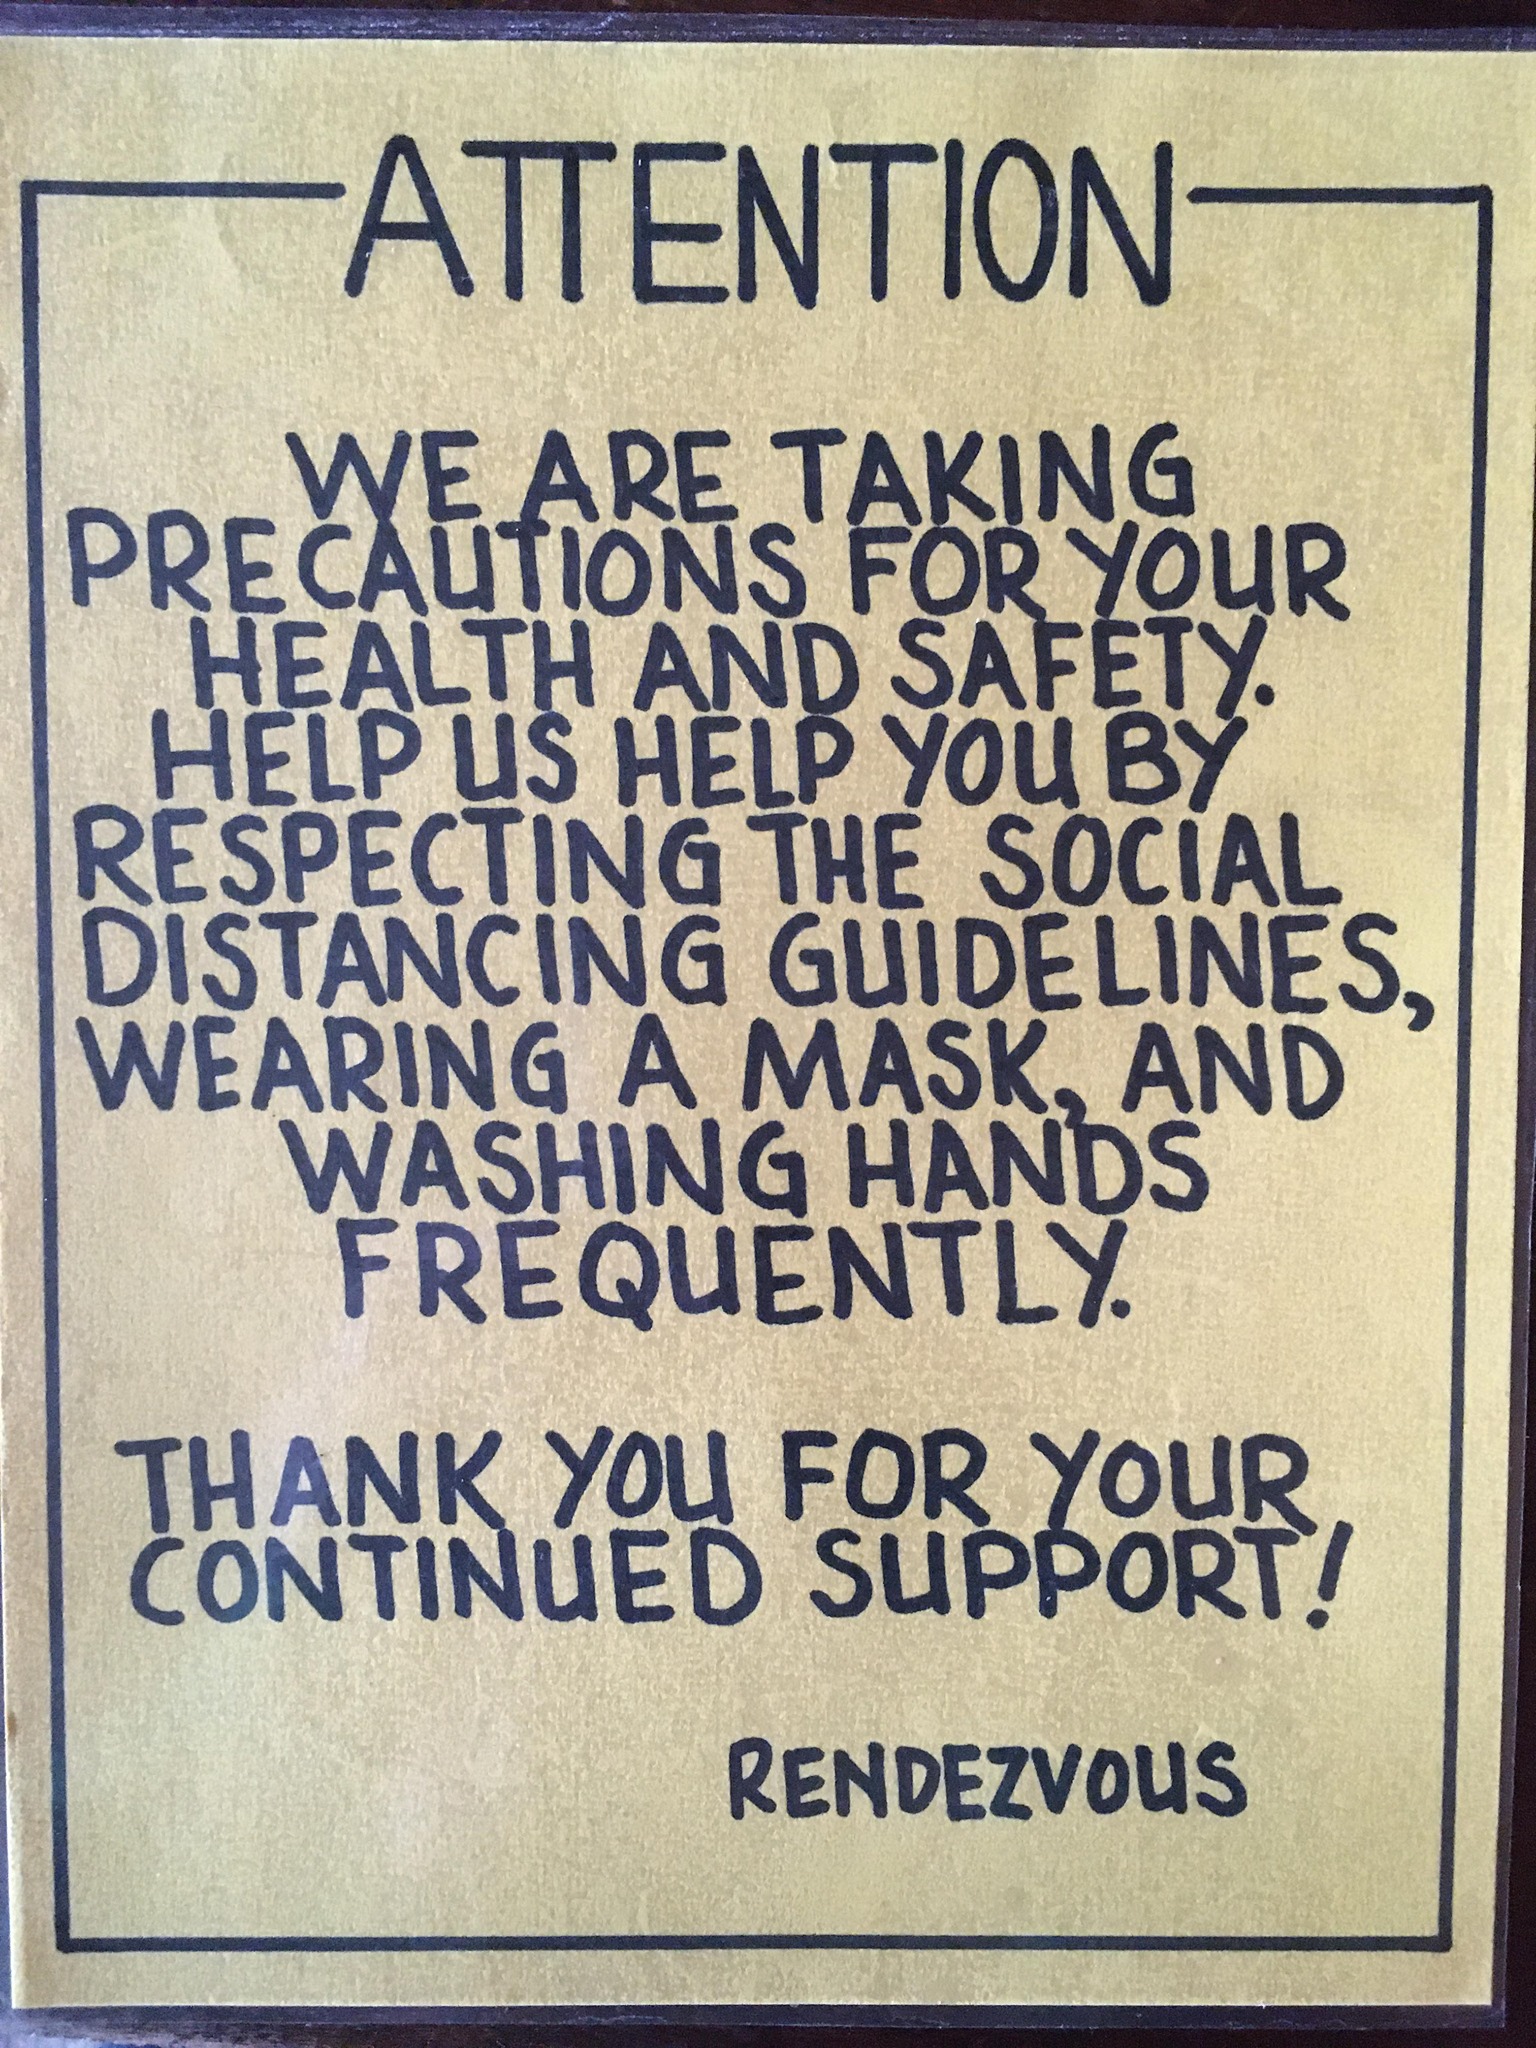 ATTENTION
WE ARE TAKING
PRECAUTIONS FOR YOUR
HEALTH AND SAFETY.
HELP US HELP YOU BY
RESPECTING THE SOCIAL
DISTANCING GUIDELINES,
WEARING A MASK, AND
WASHING HANDS
FREQUENTLY.
THANK YOU FOR YOUR
CONTINUED SUPPORT!
RENDEZVOUS